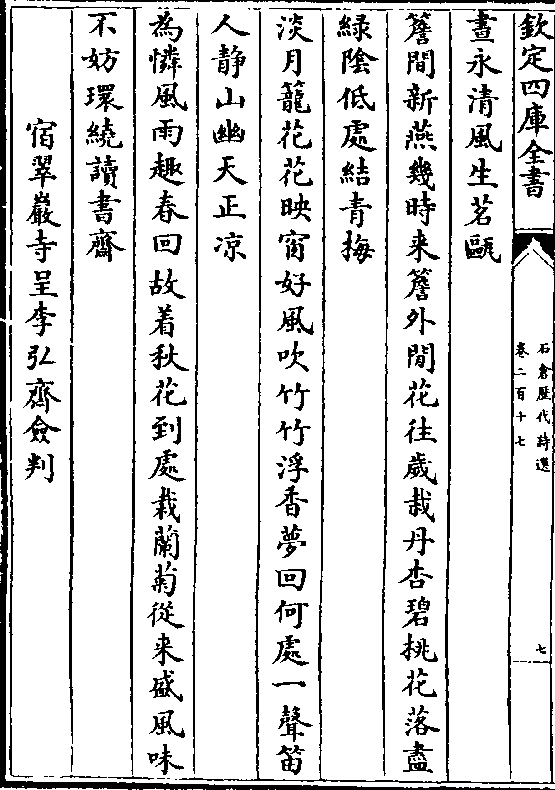 欽定四庫全書
石倉歷代詩選
卷二百十七
七
晝永清風生茗甌
簷間新燕幾時来簷外閒花往歲栽丹杏碧桃花落盡
緑陰低處結青梅
淡月籠花花映窗好風吹竹竹浮香夢回何處一聲笛
人静山幽天正凉
為憐風雨趣春回故着秋花到處栽蘭菊從来盛風味
不妨環繞讀書齋
宿翠巖寺呈李弘齋僉判